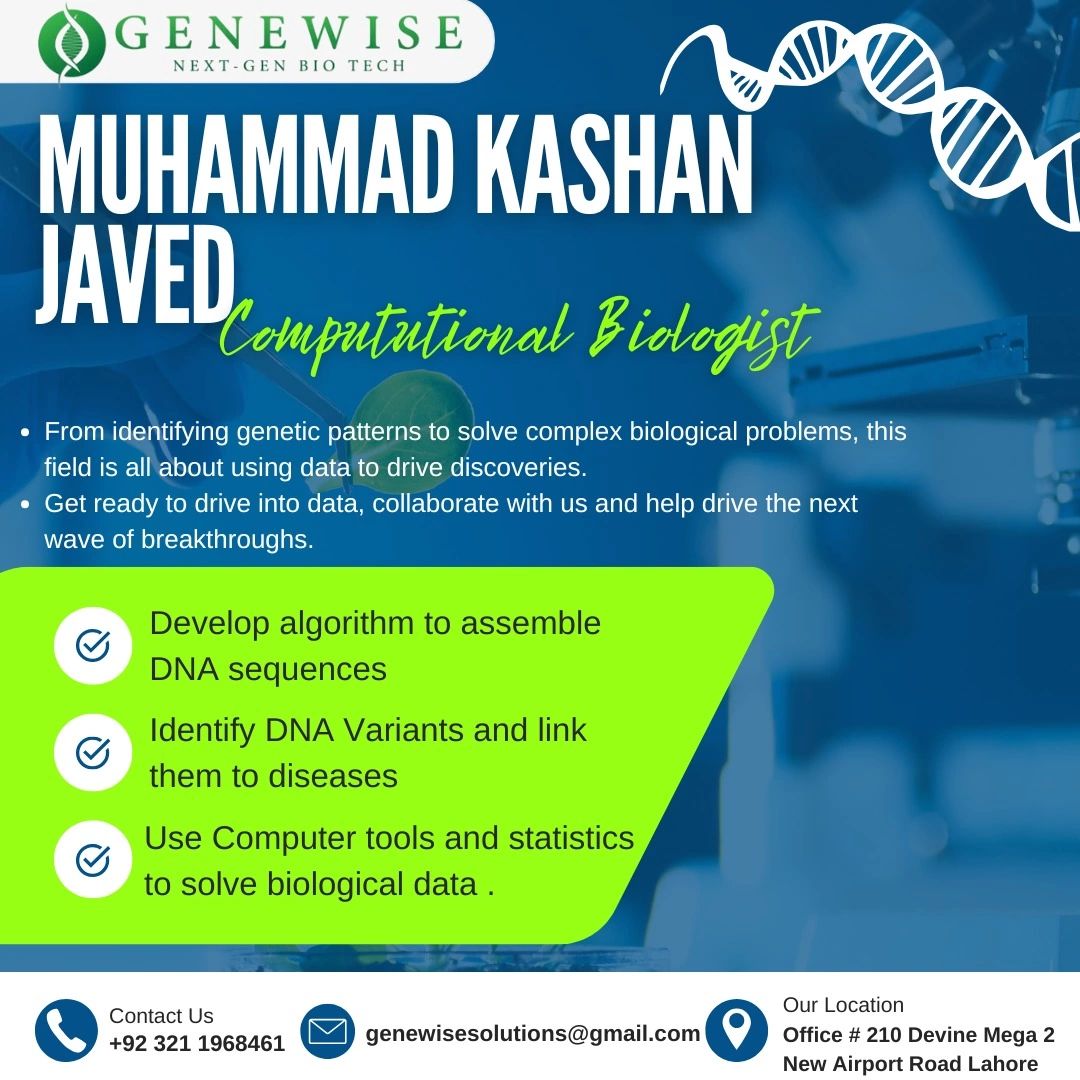 GENEWISE
NEXT-GEN BIO TECH
MUHAMMAD KASHAN
JAVED
Compututional Biologist
• From identifying genetic patterns to solve complex biological problems, this
field is all about using data to drive discoveries.
• Get ready to drive into data, collaborate with us and help drive the next
wave of breakthroughs.
Develop algorithm to assemble
DNA sequences
Identify DNA Variants and link
them to diseases
Use Computer tools and statistics
to solve biological data .
Contact Us
+92 321 1968461
genewisesolutions@gmail.com
Our Location
Office # 210 Devine Mega 2
New Airport Road Lahore